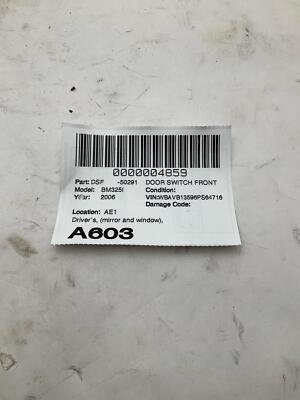 0000004859
Part: DSF -50291 DOOR SWITCH FRONT
Model: BM325I Condition:
Year: 2006 VIN:WBAVB13596PS64716
Damage Code:
Location: AE1
Driver's, (mirror and window),
A603